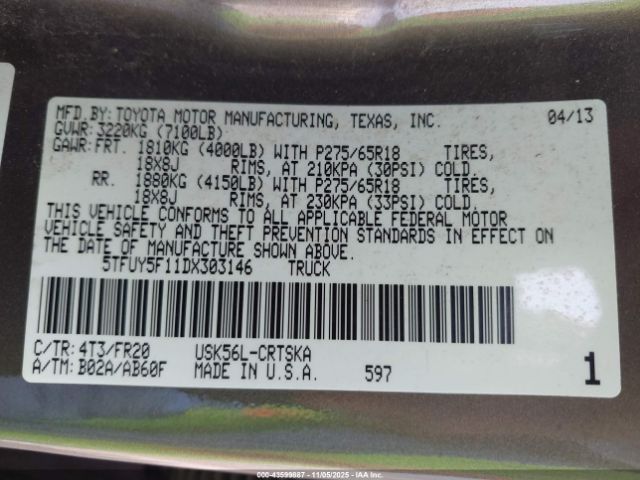 MFD.BY: TOYOTA MOTOR MANUFACTURING, TEXAS, INC. 04/13
GVWR: 3220KG (7100LB)
GAWR: FRT. 1810KG (4000LB) WITH P275/65R18 TIRES,
18X8J RIMS, AT 210KPA (30PSI) COLD.
RR. 1880KG (4150LB) WITH P275/65R18 TIRES,
18X8J RIMS, AT 230KPA (33PSI) COLD.
THIS VEHICLE CONFORMS TO ALL APPLICABLE FEDERAL MOTOR
VEHICLE SAFETY AND THEFT PREVENTION STANDARDS IN EFFECT ON
THE DATE OF MANUFACTURE SHOWN ABOVE.
5TFUY5F11DX303146 TRUCK
C/TR: 4T3/FR20 USK56L-CRTSKA
A/TM: B02A/AB60F MADE IN U.S.A. 597 1
000-43599887 - 11/05/2025 - IAA Inc.